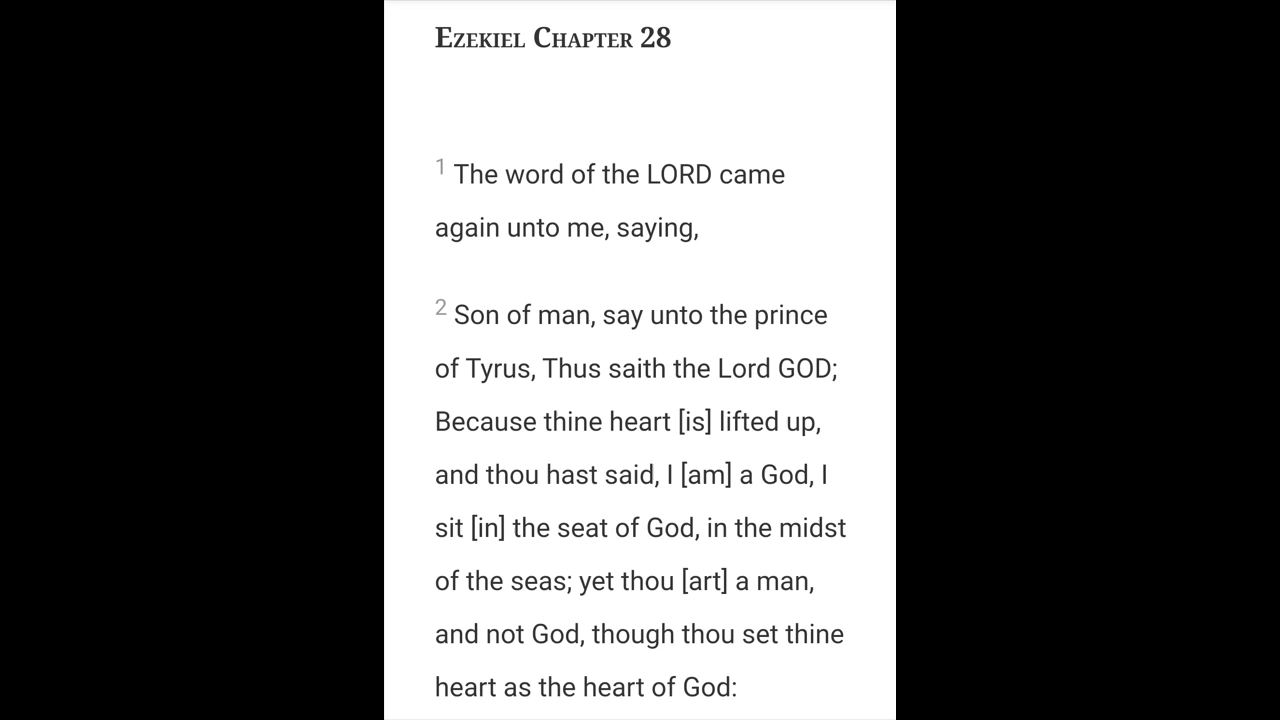 Ezekiel Chapter 28
1 The word of the LORD came
again unto me, saying,
2 Son of man, say unto the prince
of Tyrus, Thus saith the Lord GOD;
Because thine heart [is] lifted up,
and thou hast said, I [am] a God, I
sit [in] the seat of God, in the midst
of the seas; yet thou [art] a man,
and not God, though thou set thine
heart as the heart of God: